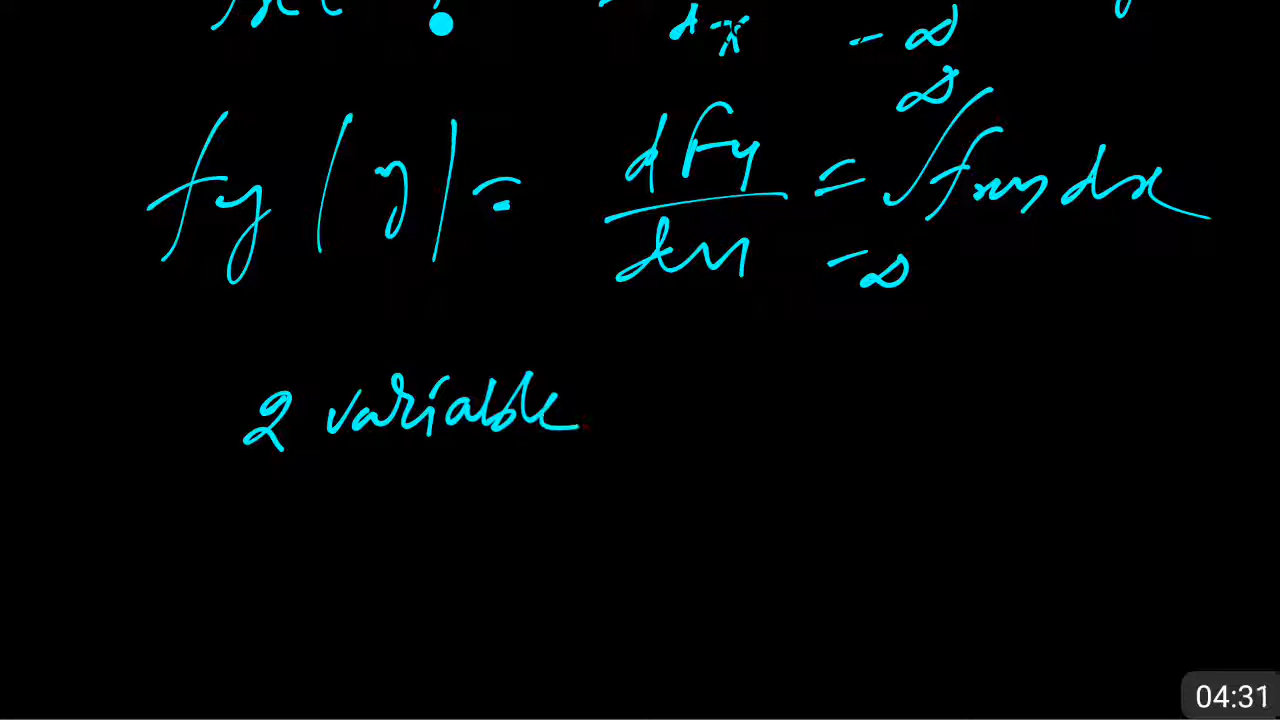 - ∞
∞
fy(y) = dFy/dy = ∫ fxy dx
-∞
2 variable
04:31